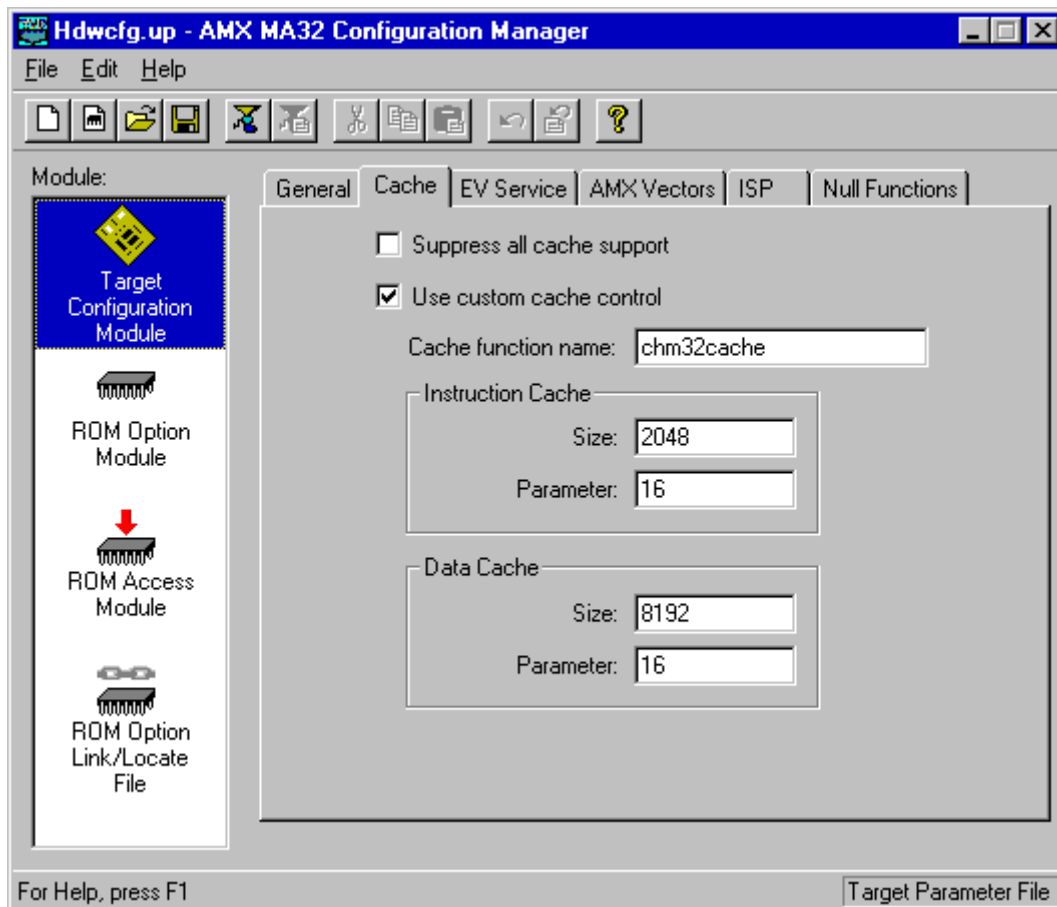 Hdwcfg.up - AMX MA32 Configuration Manager
File Edit Help
Module:
Target
Configuration
Module
ROM Option
Module
ROM Access
Module
ROM Option
Link/Locate
File
General Cache EV Service AMX Vectors ISP Null Functions
Suppress all cache support
Use custom cache control
Cache function name: chm32cache
Instruction Cache
Size: 2048
Parameter: 16
Data Cache
Size: 8192
Parameter: 16
For Help, press F1
Target Parameter File